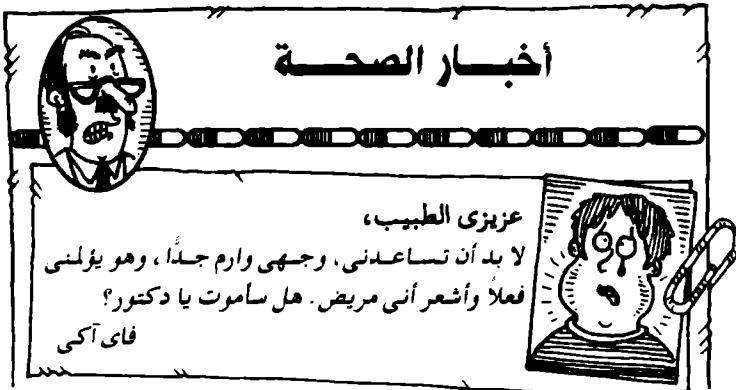 أخبار الصحة
عزيزى الطبيب،
لا بد أن تساعدنى، وجهى وارم جدًّا، وهو يؤلمنى
فعلاً وأشعر أنى مريض. هل سأموت يا دكتور؟
فاى آكى